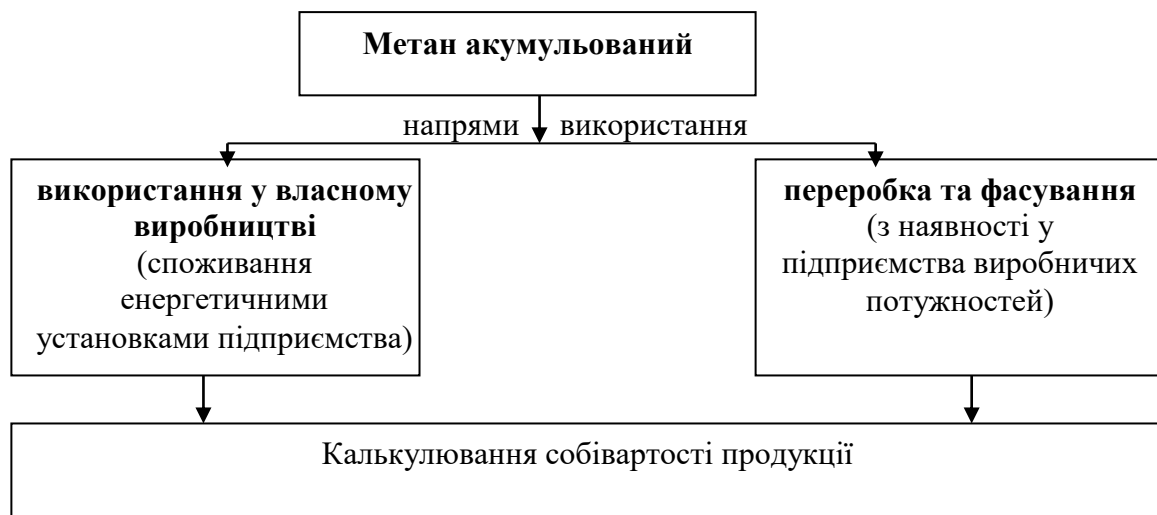 Метан акумульований
напрями використання
використання у власному
виробництві
(споживання
енергетичними
установками підприємства)
переробка та фасування
(з наявності у
підприємства виробничих
потужностей)
Калькулювання собівартості продукції